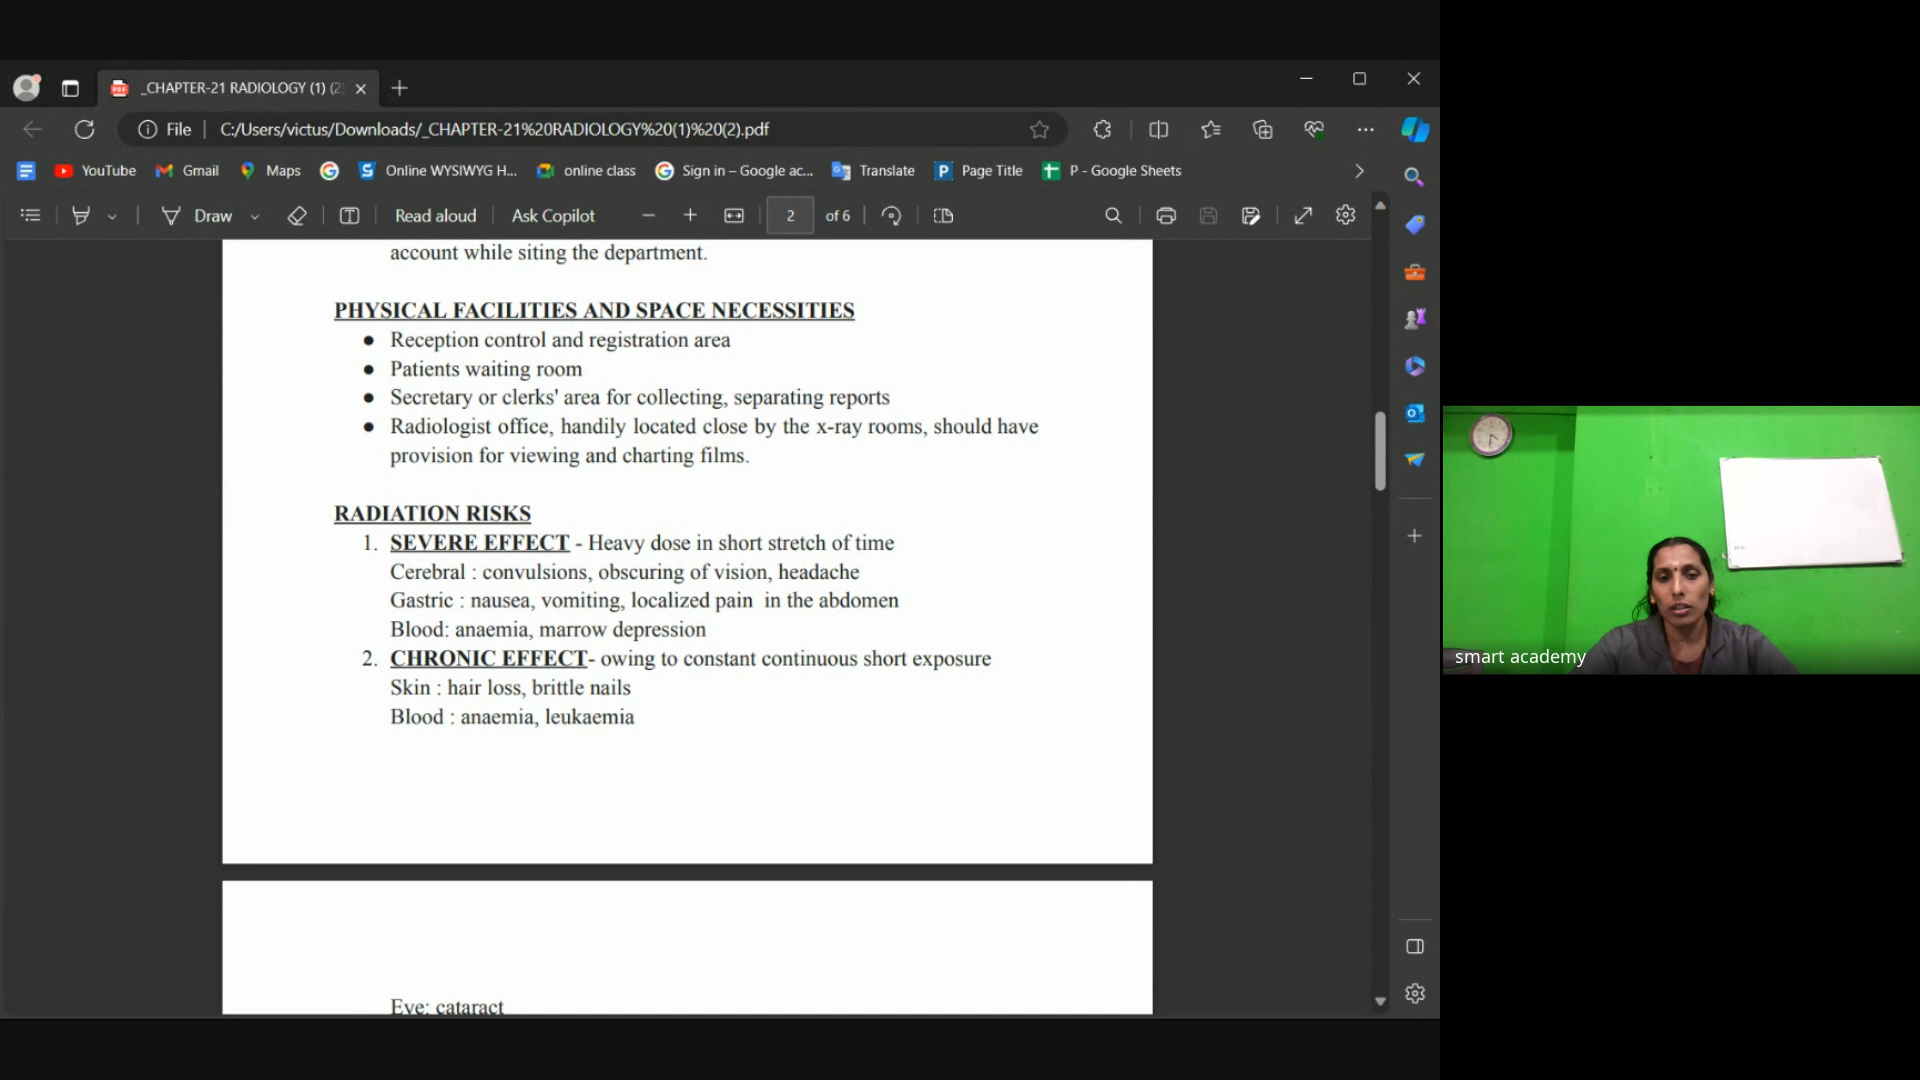 _CHAPTER-21 RADIOLOGY (1) (2)
File
C:/Users/victus/Downloads/_CHAPTER-21%20RADIOLOGY%20(1)%20(2).pdf
YouTube Gmail Maps Online WYSIWYG H... online class Sign in – Google ac... Translate Page Title P - Google Sheets
Draw Read aloud Ask Copilot 2 of 6
account while siting the department.
PHYSICAL FACILITIES AND SPACE NECESSITIES
● Reception control and registration area
● Patients waiting room
● Secretary or clerks' area for collecting, separating reports
● Radiologist office, handily located close by the x-ray rooms, should have
provision for viewing and charting films.
RADIATION RISKS
1. SEVERE EFFECT - Heavy dose in short stretch of time
Cerebral : convulsions, obscuring of vision, headache
Gastric : nausea, vomiting, localized pain in the abdomen
Blood: anaemia, marrow depression
2. CHRONIC EFFECT- owing to constant continuous short exposure
Skin : hair loss, brittle nails
Blood : anaemia, leukaemia
Eye: cataract
smart academy